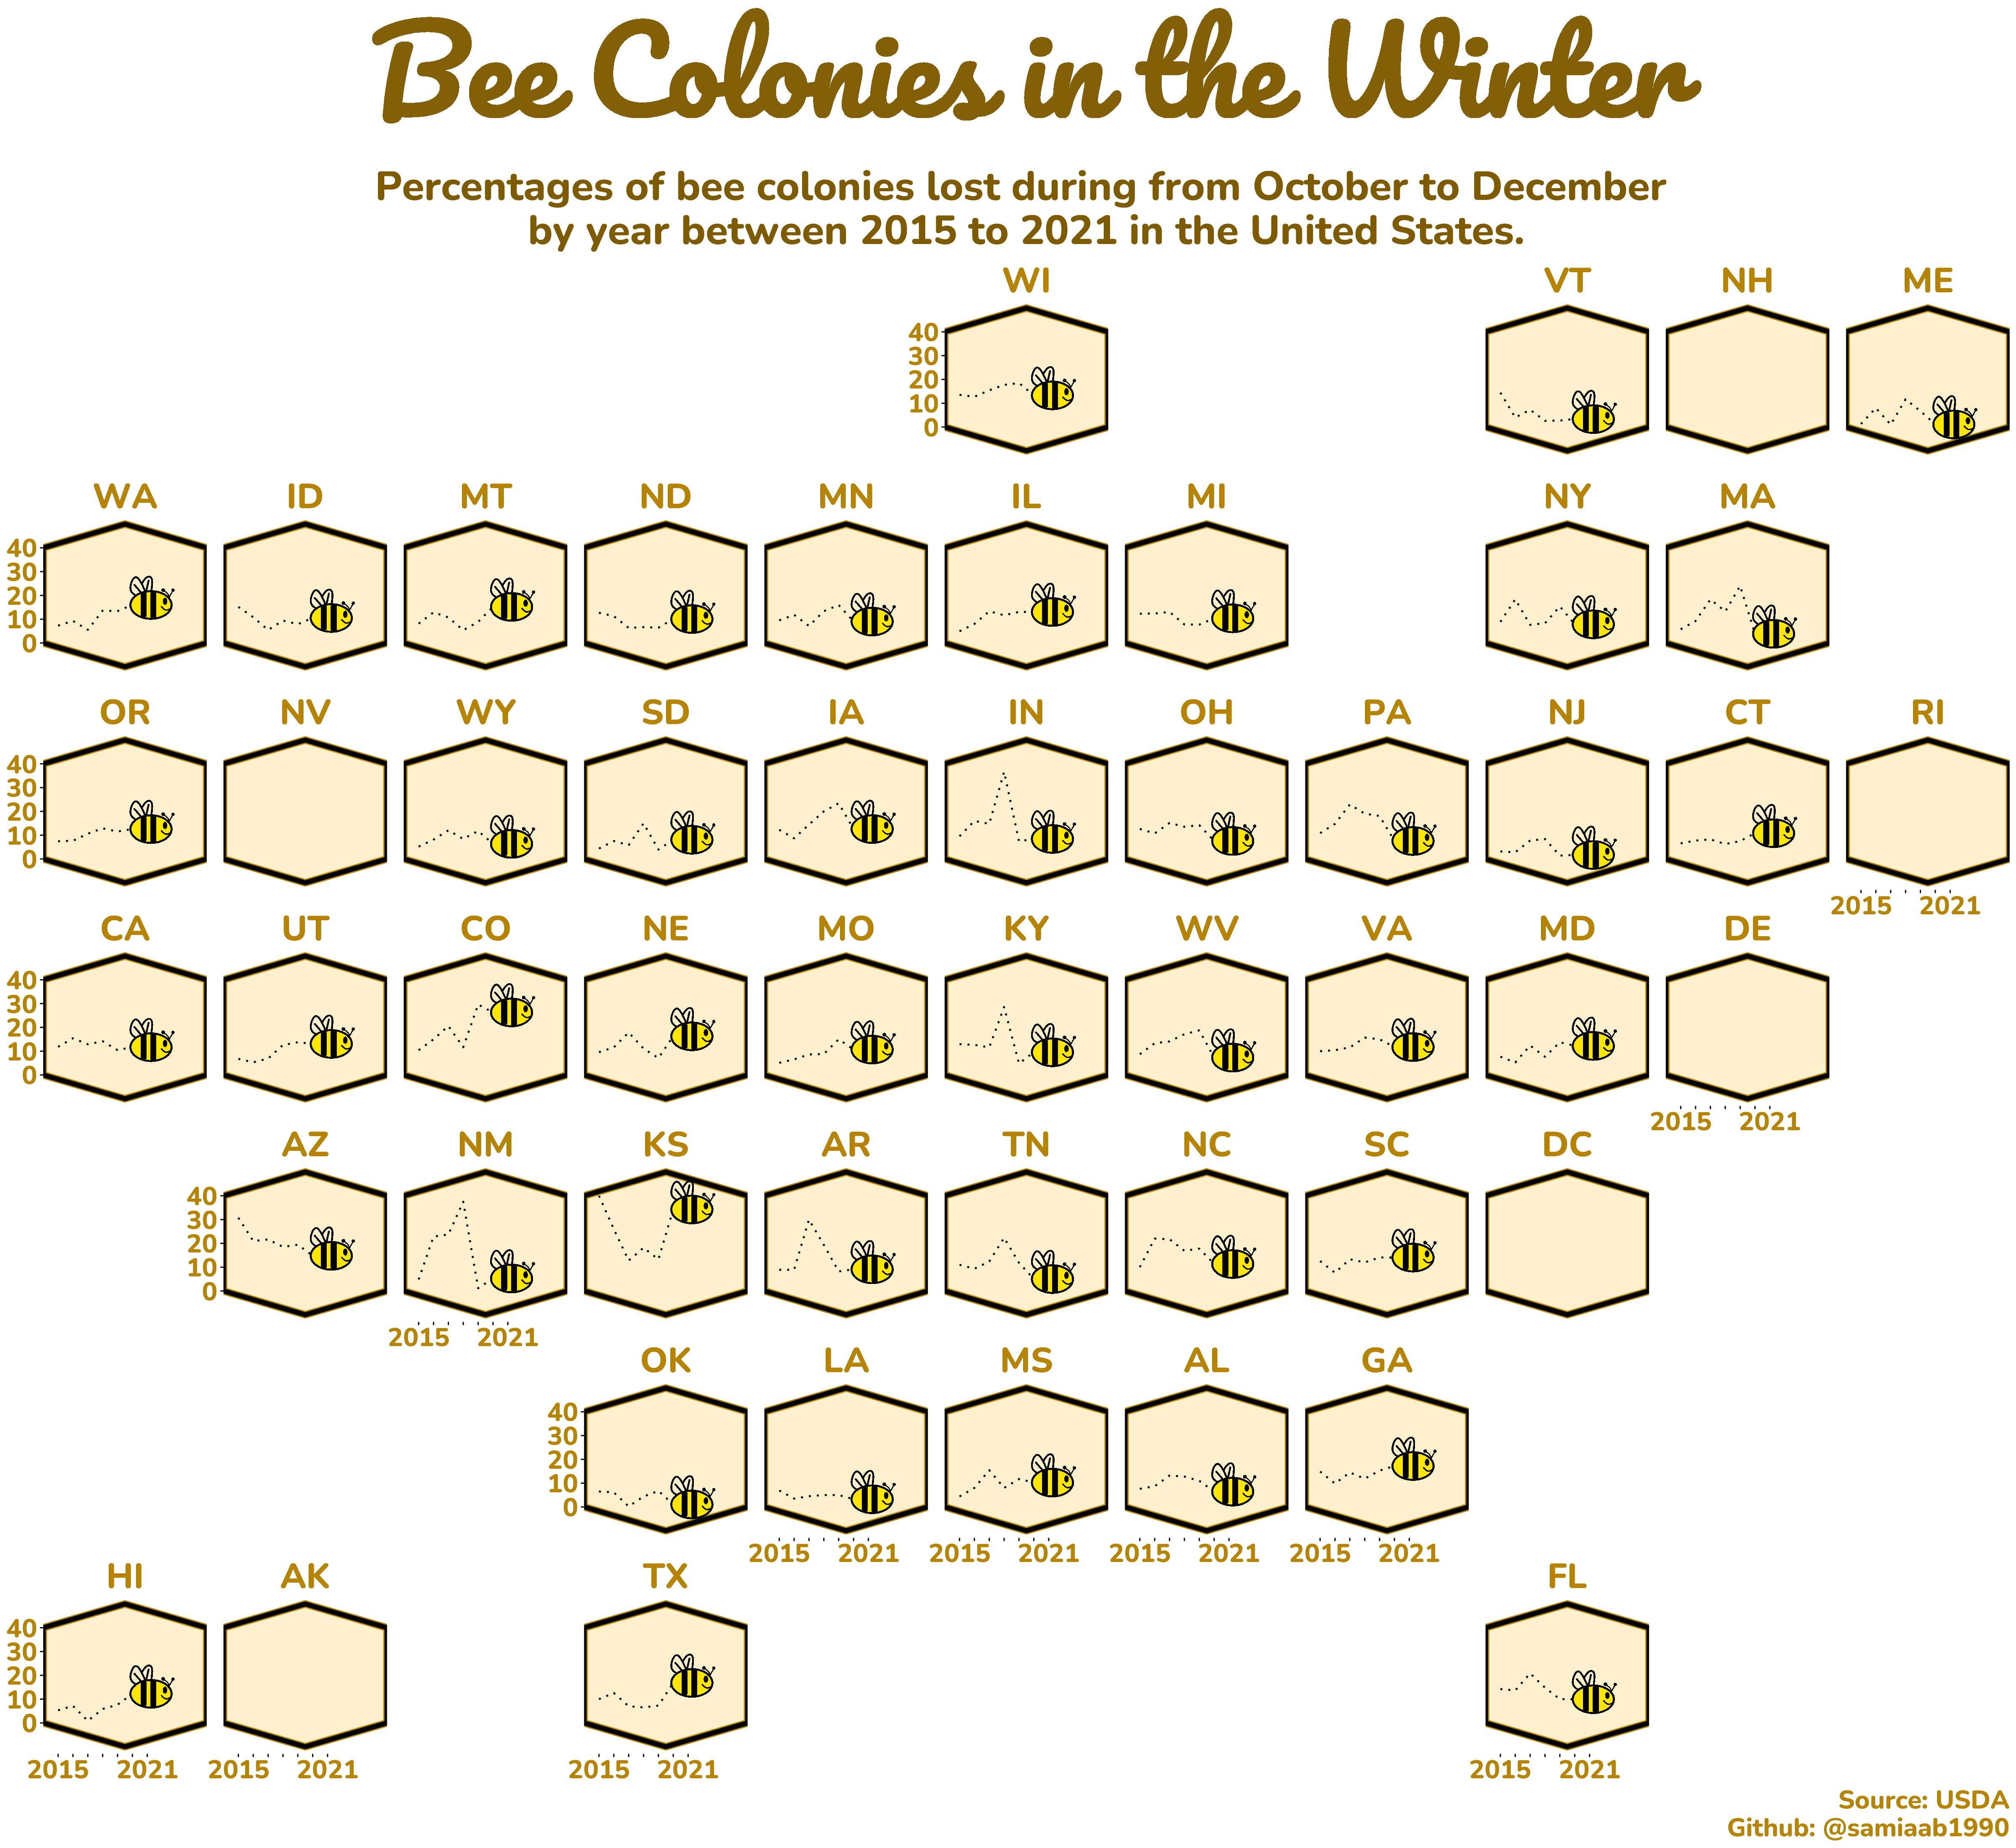 Bee Colonies in the Winter
Percentages of bee colonies lost during from October to December
by year between 2015 to 2021 in the United States.
WI VT NH ME
40
30
20
10
0
WA ID MT ND MN IL MI NY MA
40
30
20
10
0
OR NV WY SD IA IN OH PA NJ CT RI
40
30
20
10
0
2015 2021
CA UT CO NE MO KY WV VA MD DE
40
30
20
10
0
2015 2021
AZ NM KS AR TN NC SC DC
40
30
20
10
0
2015 2021
OK LA MS AL GA
40
30
20
10
0
2015 2021 2015 2021 2015 2021 2015 2021
HI AK TX FL
40
30
20
10
0
2015 2021 2015 2021 2015 2021 2015 2021
Source: USDA
Github: @samiaab1990